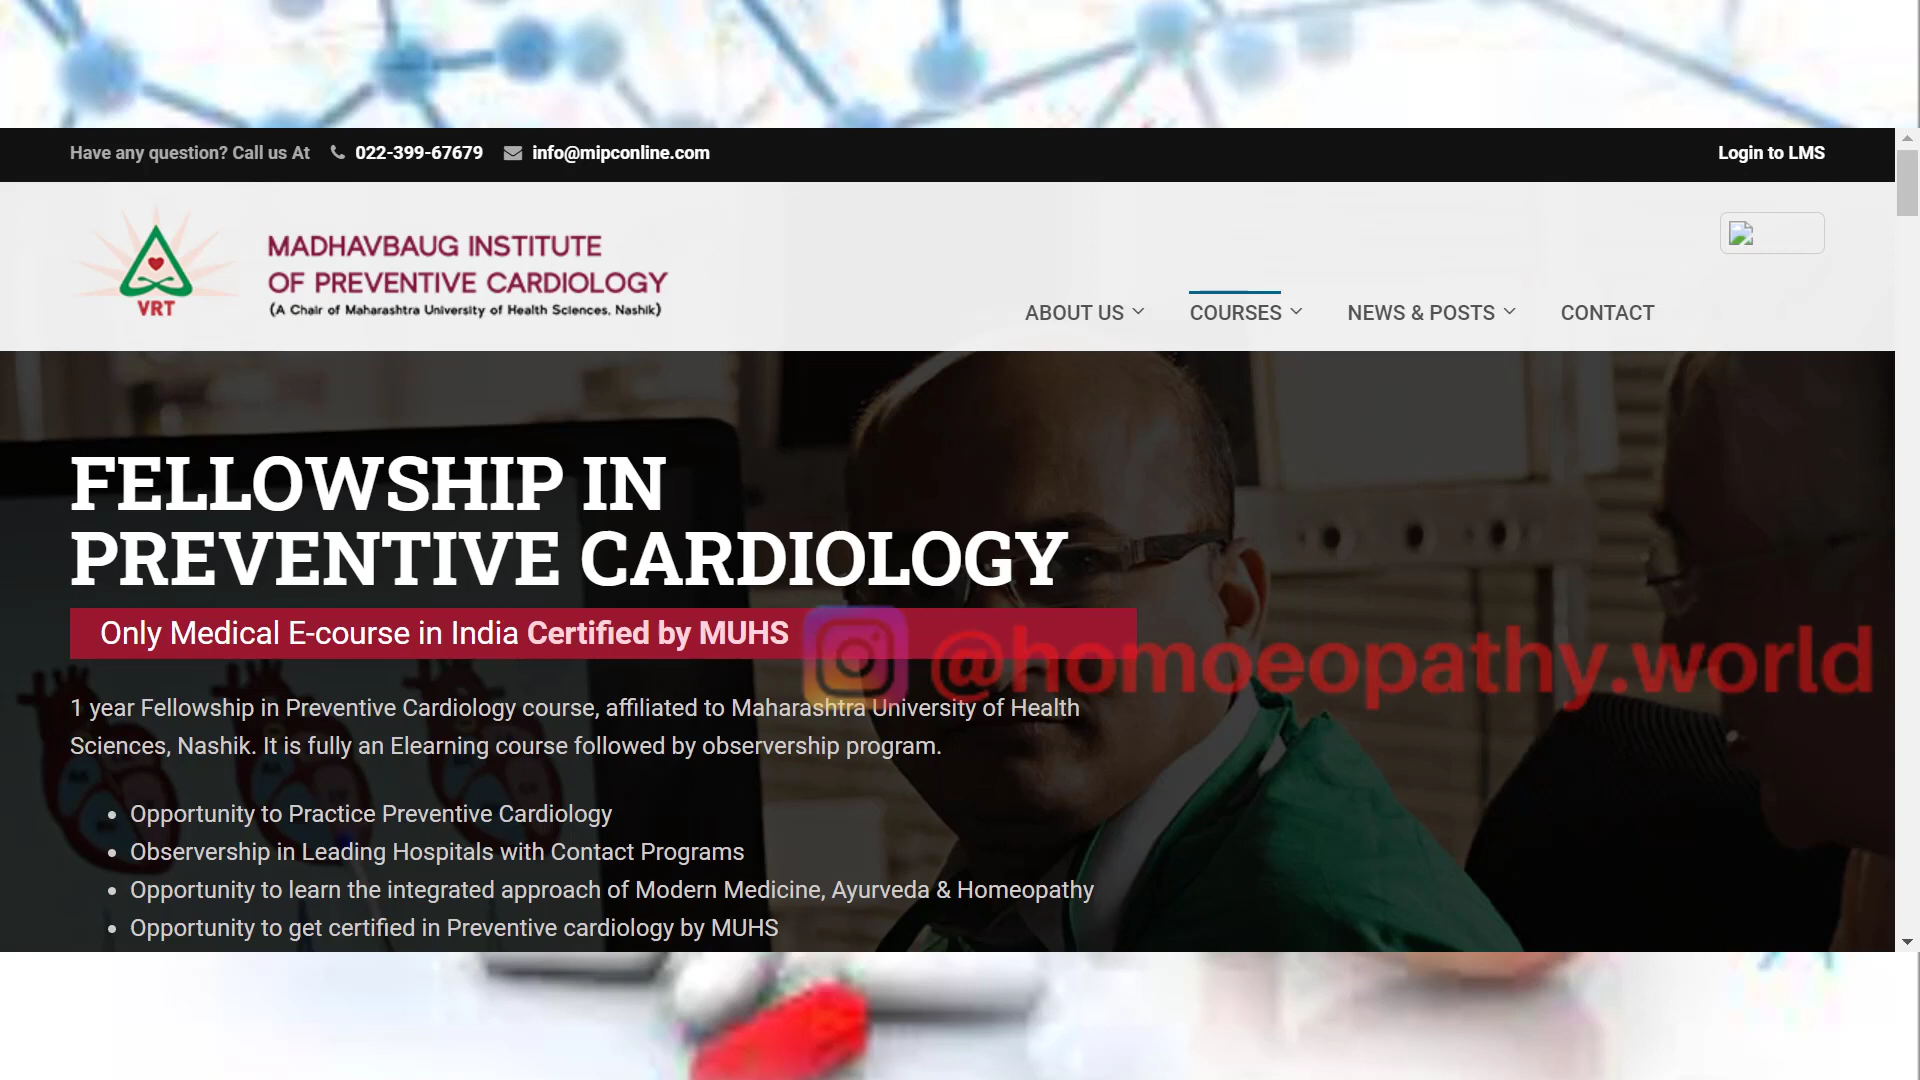 Have any question? Call us At 022-399-67679 info@mipconline.com Login to LMS
MADHAVBAUG INSTITUTE
OF PREVENTIVE CARDIOLOGY
(A Chair of Maharashtra University of Health Sciences, Nashik)
VRT
ABOUT US COURSES NEWS & POSTS CONTACT
FELLOWSHIP IN
PREVENTIVE CARDIOLOGY
Only Medical E-course in India Certified by MUHS
@homoeopathy.world
1 year Fellowship in Preventive Cardiology course, affiliated to Maharashtra University of Health
Sciences, Nashik. It is fully an Elearning course followed by observership program.
• Opportunity to Practice Preventive Cardiology
• Observership in Leading Hospitals with Contact Programs
• Opportunity to learn the integrated approach of Modern Medicine, Ayurveda & Homeopathy
• Opportunity to get certified in Preventive cardiology by MUHS